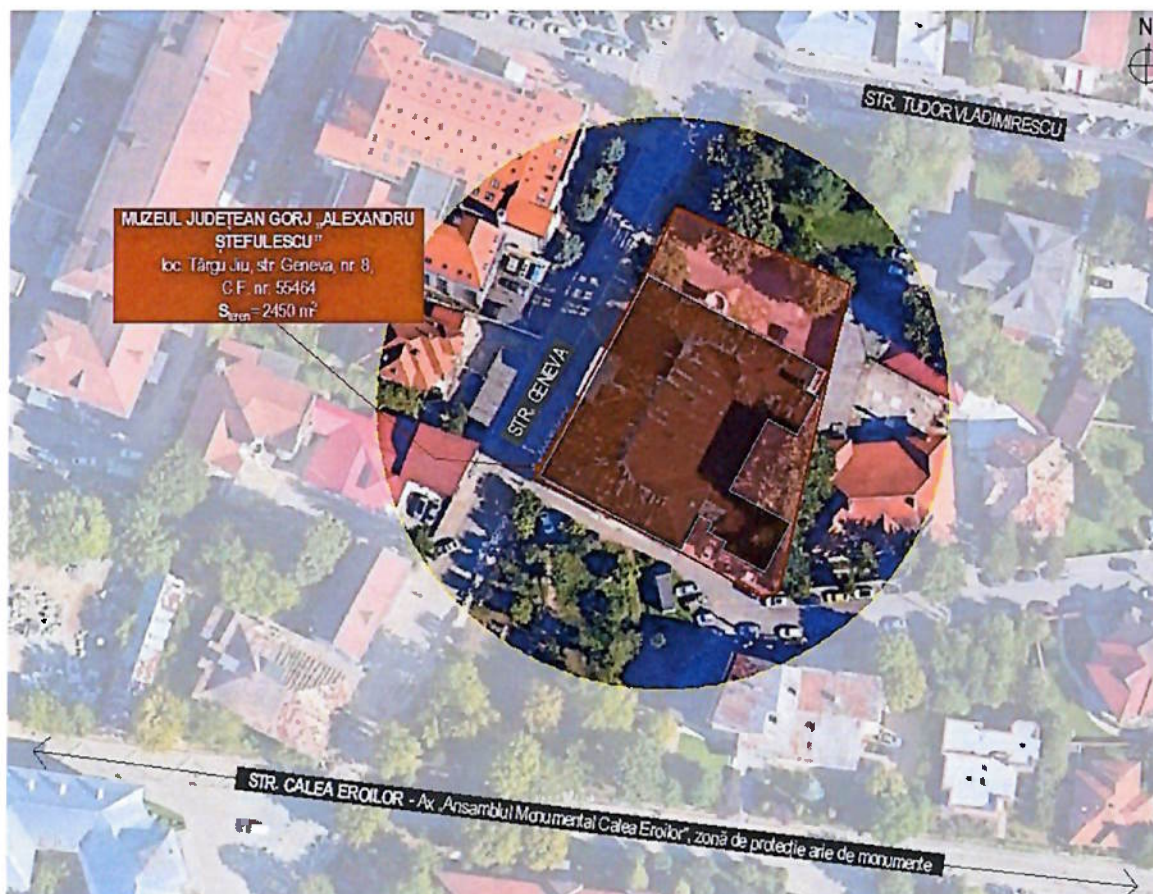 N
STR. TUDOR VLADIMIRESCU
MUZEUL JUDEȚEAN GORJ „ALEXANDRU
ȘTEFULESCU"
loc. Târgu Jiu, str. Geneva, nr. 8,
C.F. nr. 55464
Steren= 2450 m²
STR. GENEVA
STR. CALEA EROILOR - Ax „Ansamblul Monumental Calea Eroilor", zonă de protecție arie de monumente